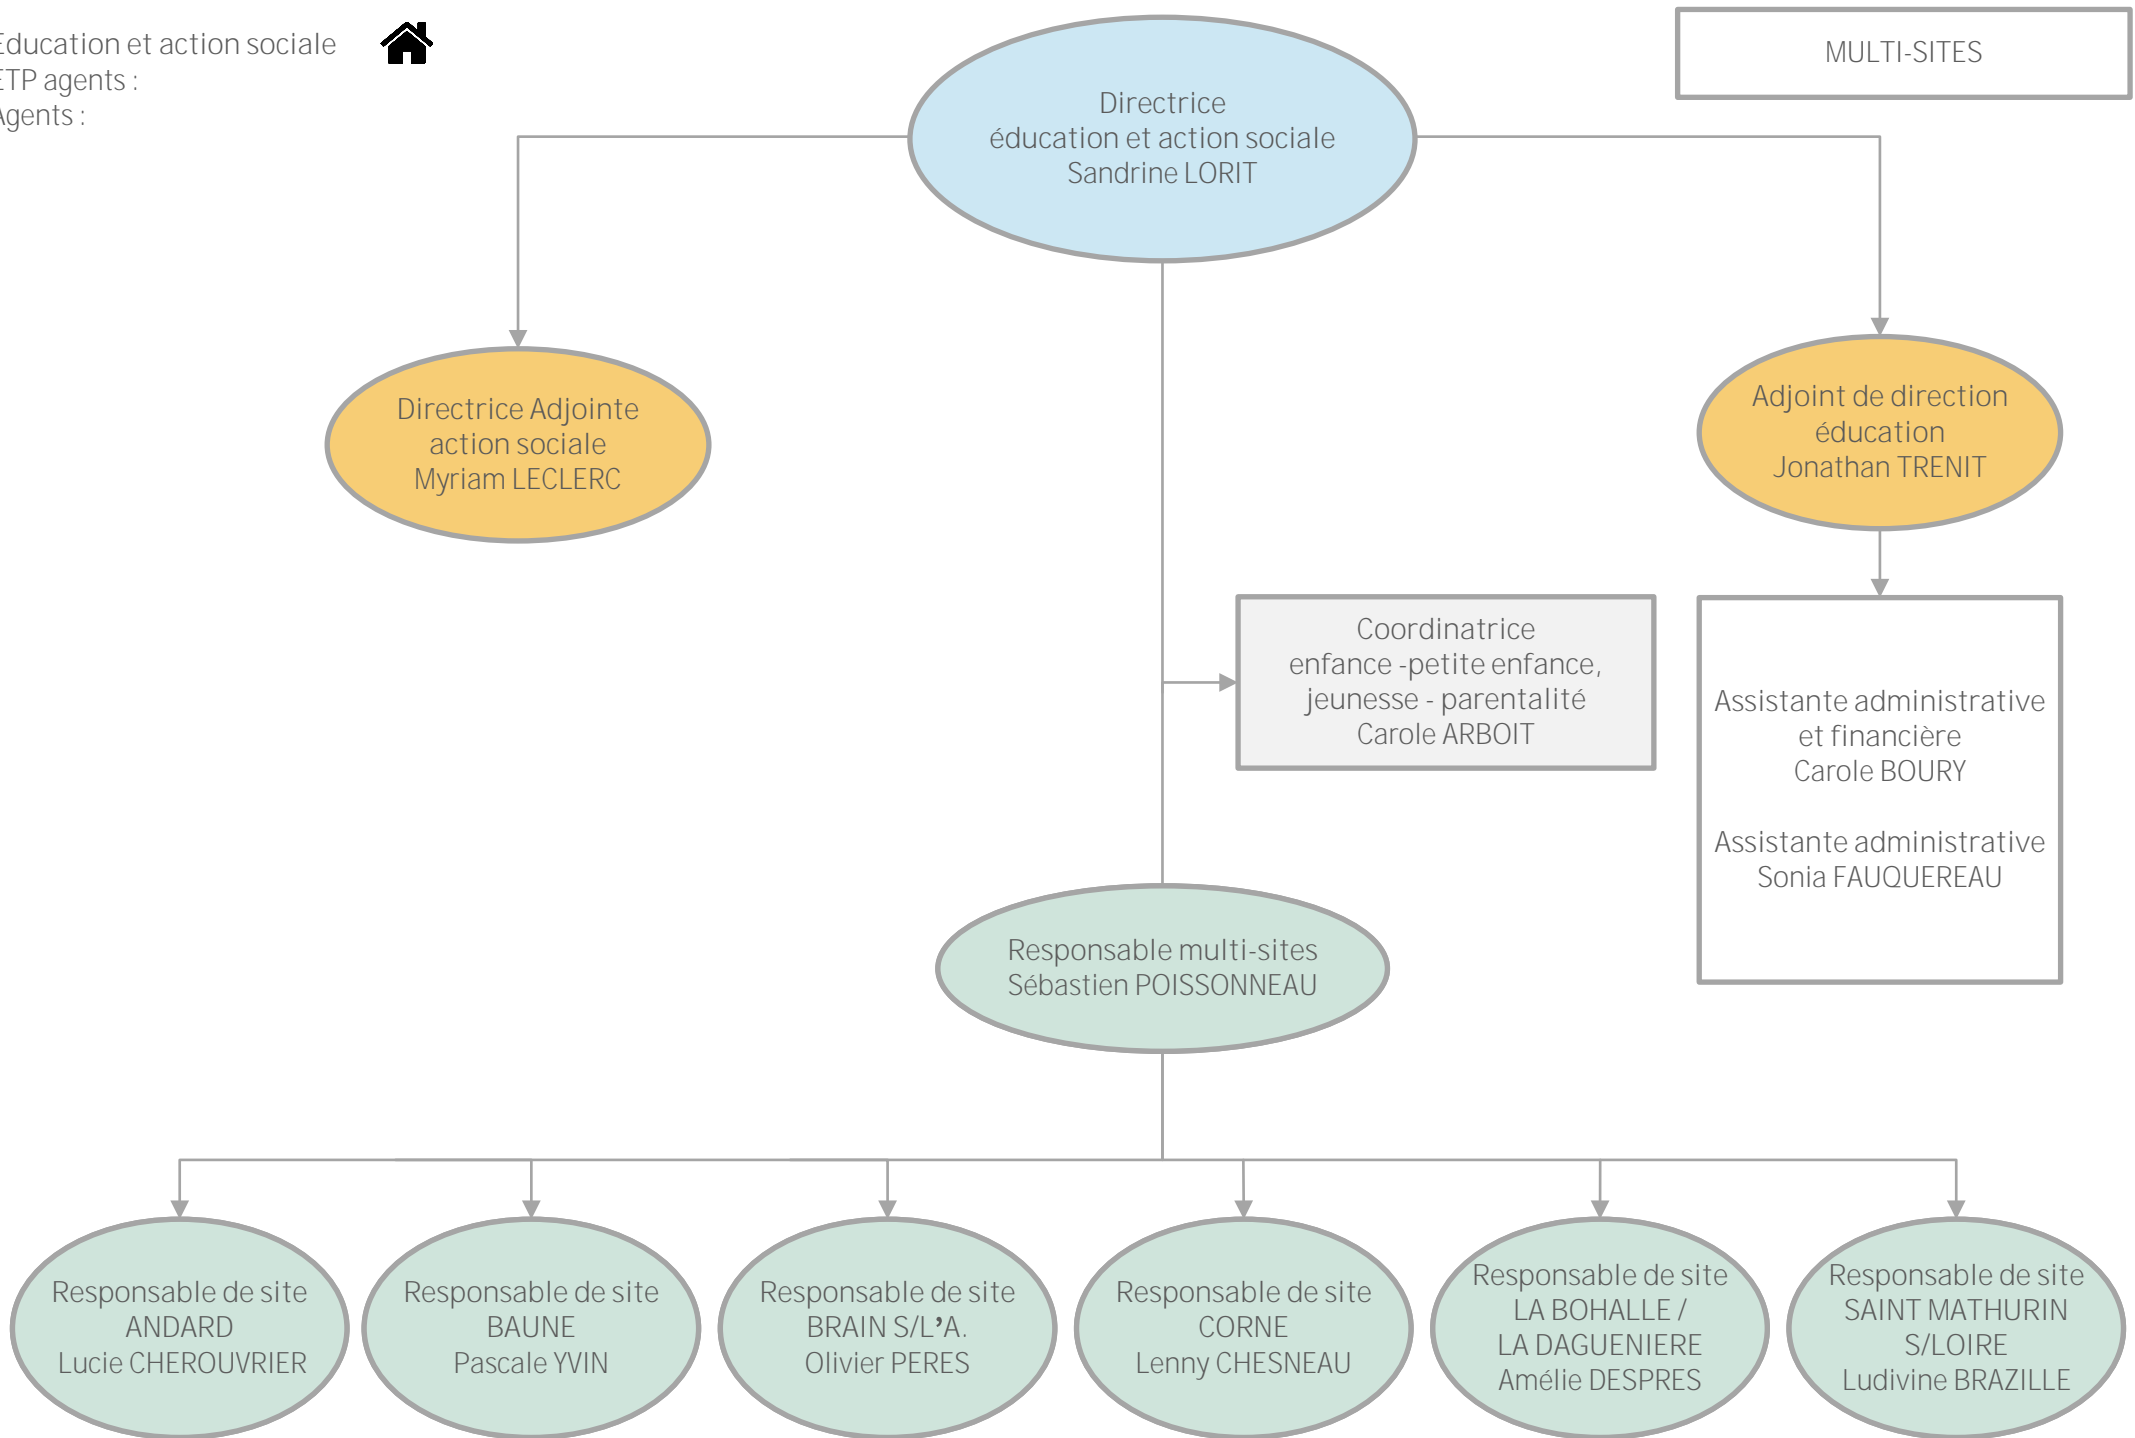 Education et action sociale
ETP agents :
Agents :
MULTI-SITES
Directrice
éducation et action sociale
Sandrine LORIT
Directrice Adjointe
action sociale
Myriam LECLERC
Adjoint de direction
éducation
Jonathan TRENIT
Coordinatrice
enfance -petite enfance,
jeunesse - parentalité
Carole ARBOIT
Assistante administrative
et financière
Carole BOURY
Assistante administrative
Sonia FAUQUEREAU
Responsable multi-sites
Sébastien POISSONNEAU
Responsable de site
ANDARD
Lucie CHEROUVRIER
Responsable de site
BAUNE
Pascale YVIN
Responsable de site
BRAIN S/L’A.
Olivier PERES
Responsable de site
CORNE
Lenny CHESNEAU
Responsable de site
LA BOHALLE /
LA DAGUENIERE
Amélie DESPRES
Responsable de site
SAINT MATHURIN
S/LOIRE
Ludivine BRAZILLE